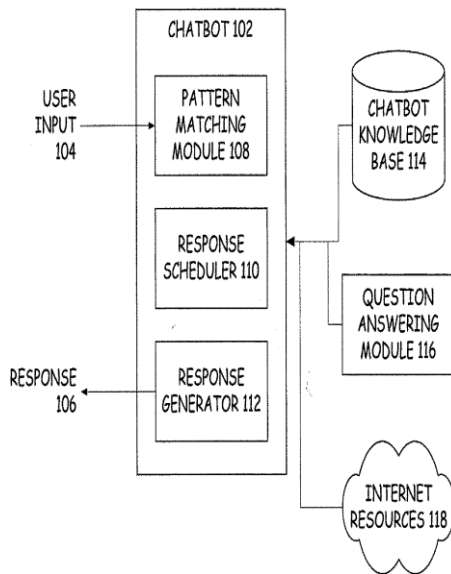 CHATBOT 102
USER
INPUT
104
PATTERN
MATCHING
MODULE 108
CHATBOT
KNOWLEDGE
BASE 114
RESPONSE
SCHEDULER 110
QUESTION
ANSWERING
MODULE 116
RESPONSE
106
RESPONSE
GENERATOR 112
INTERNET
RESOURCES 118